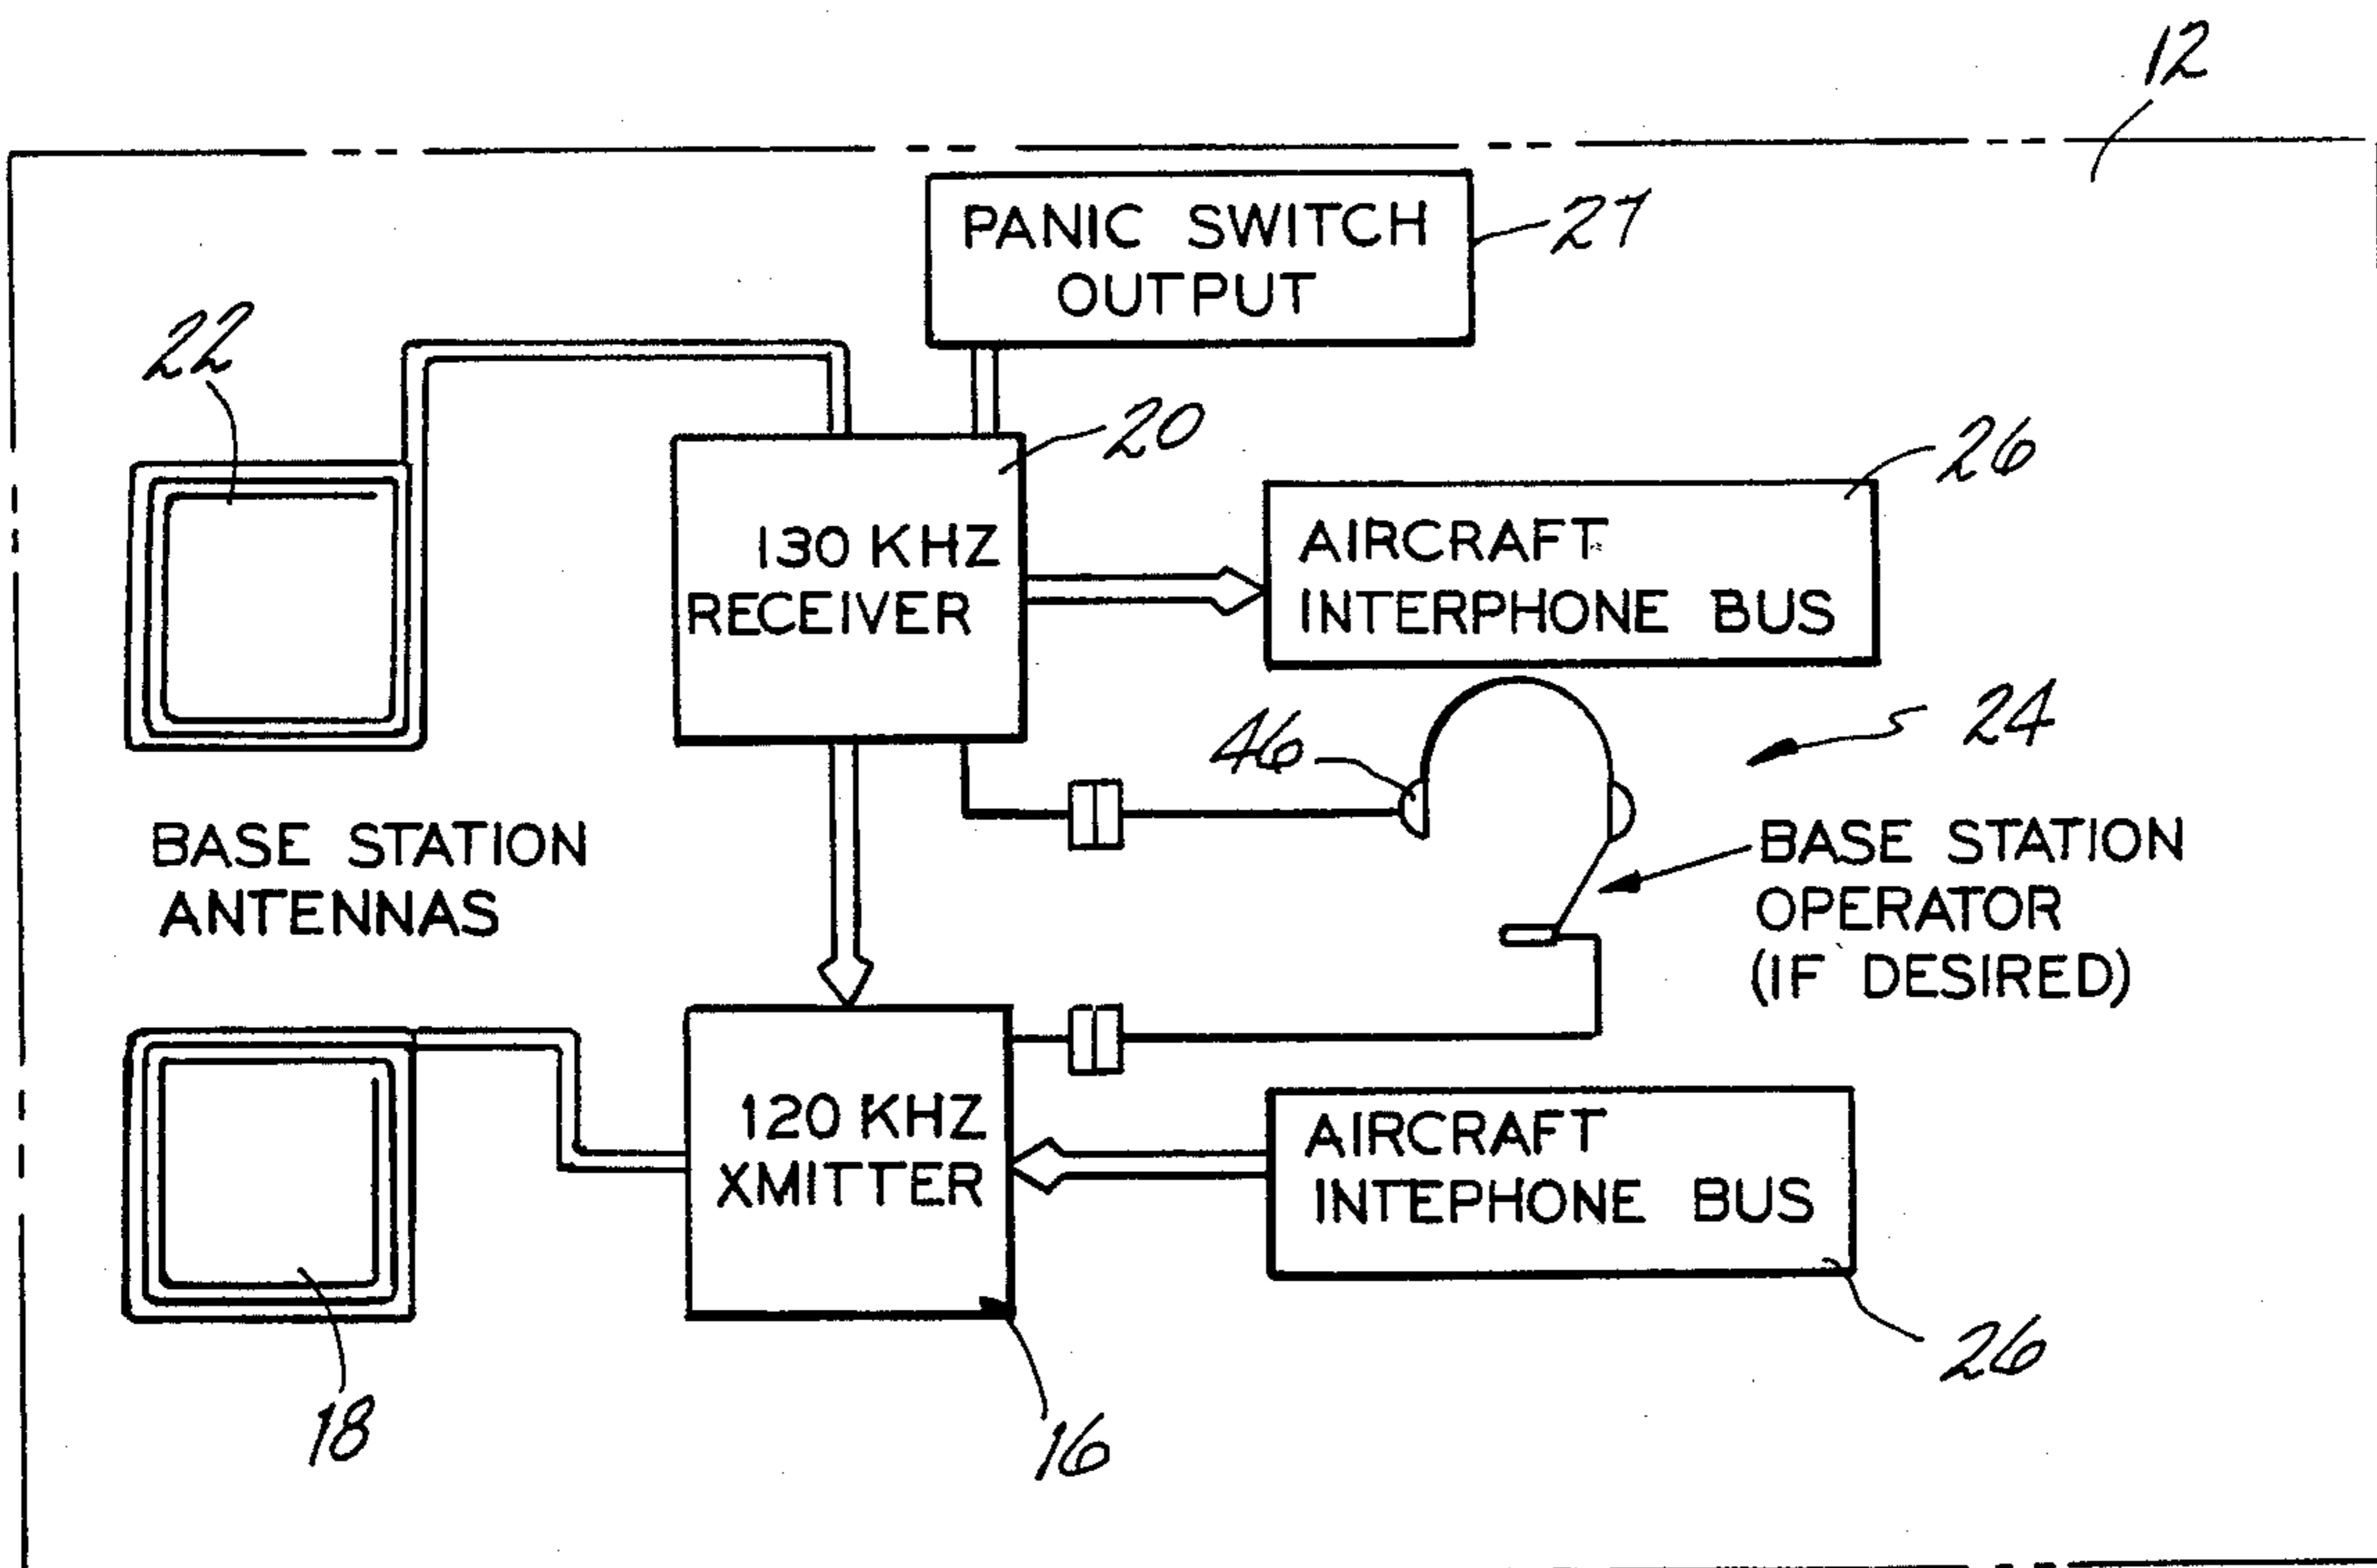 12
PANIC SWITCH
OUTPUT
27
22
20
26
130 KHZ
RECEIVER
AIRCRAFT
INTERPHONE BUS
24
46
BASE STATION
ANTENNAS
BASE STATION
OPERATOR
(IF DESIRED)
120 KHZ
XMITTER
AIRCRAFT
INTEPHONE BUS
26
18
16